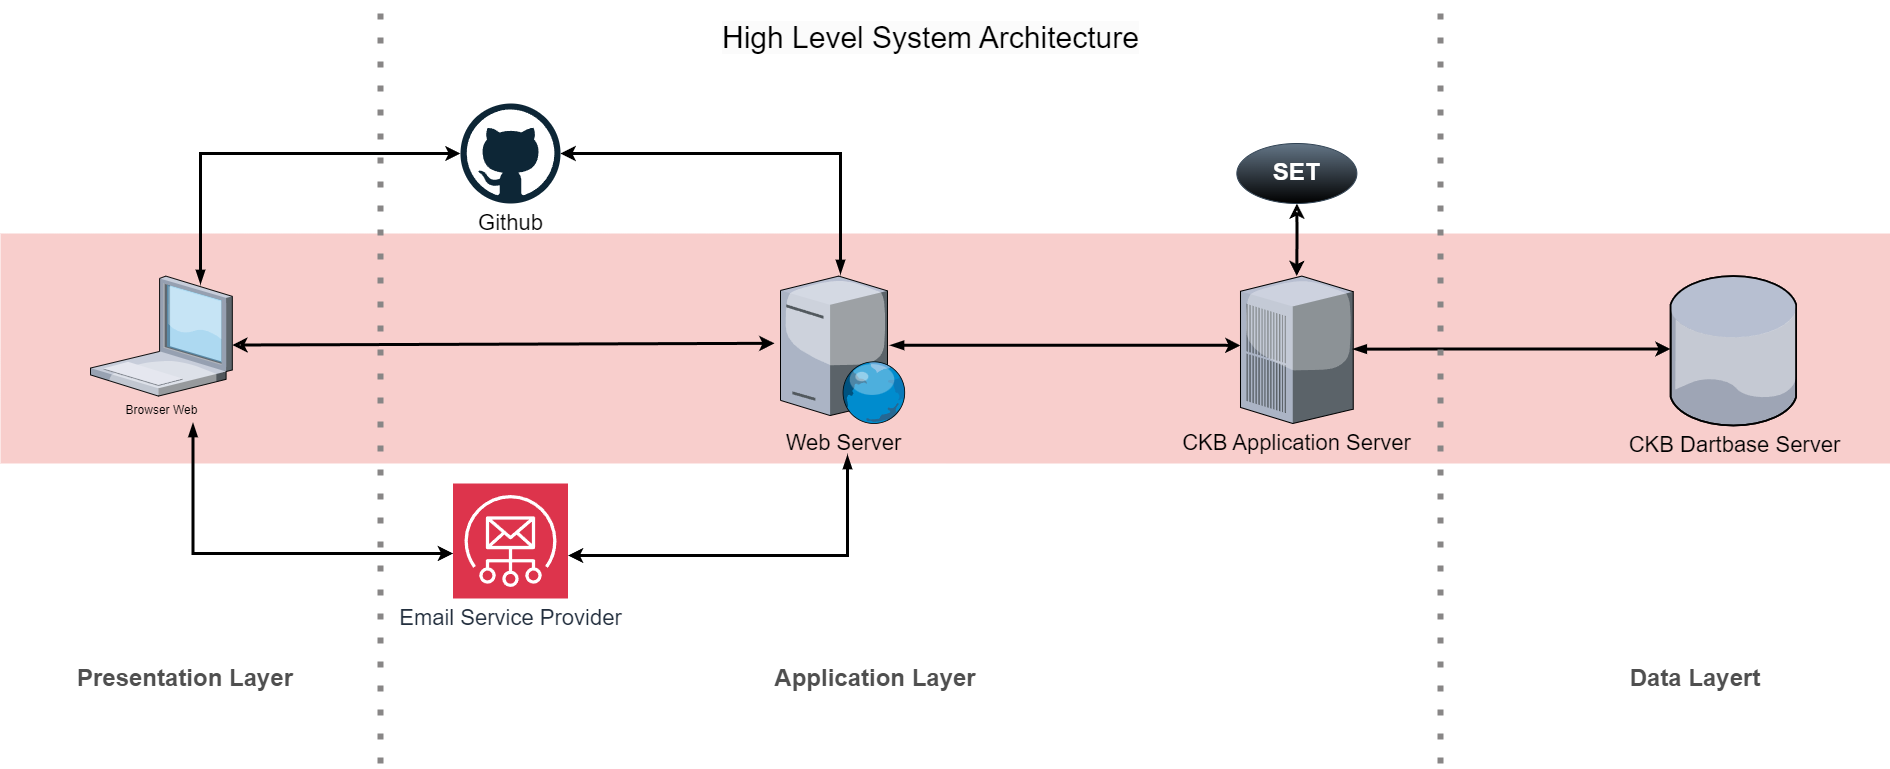 High Level System Architecture
Github
SET
Browser Web
Web Server
CKB Application Server
CKB Dartbase Server
Email Service Provider
Presentation Layer
Application Layer
Data Layert